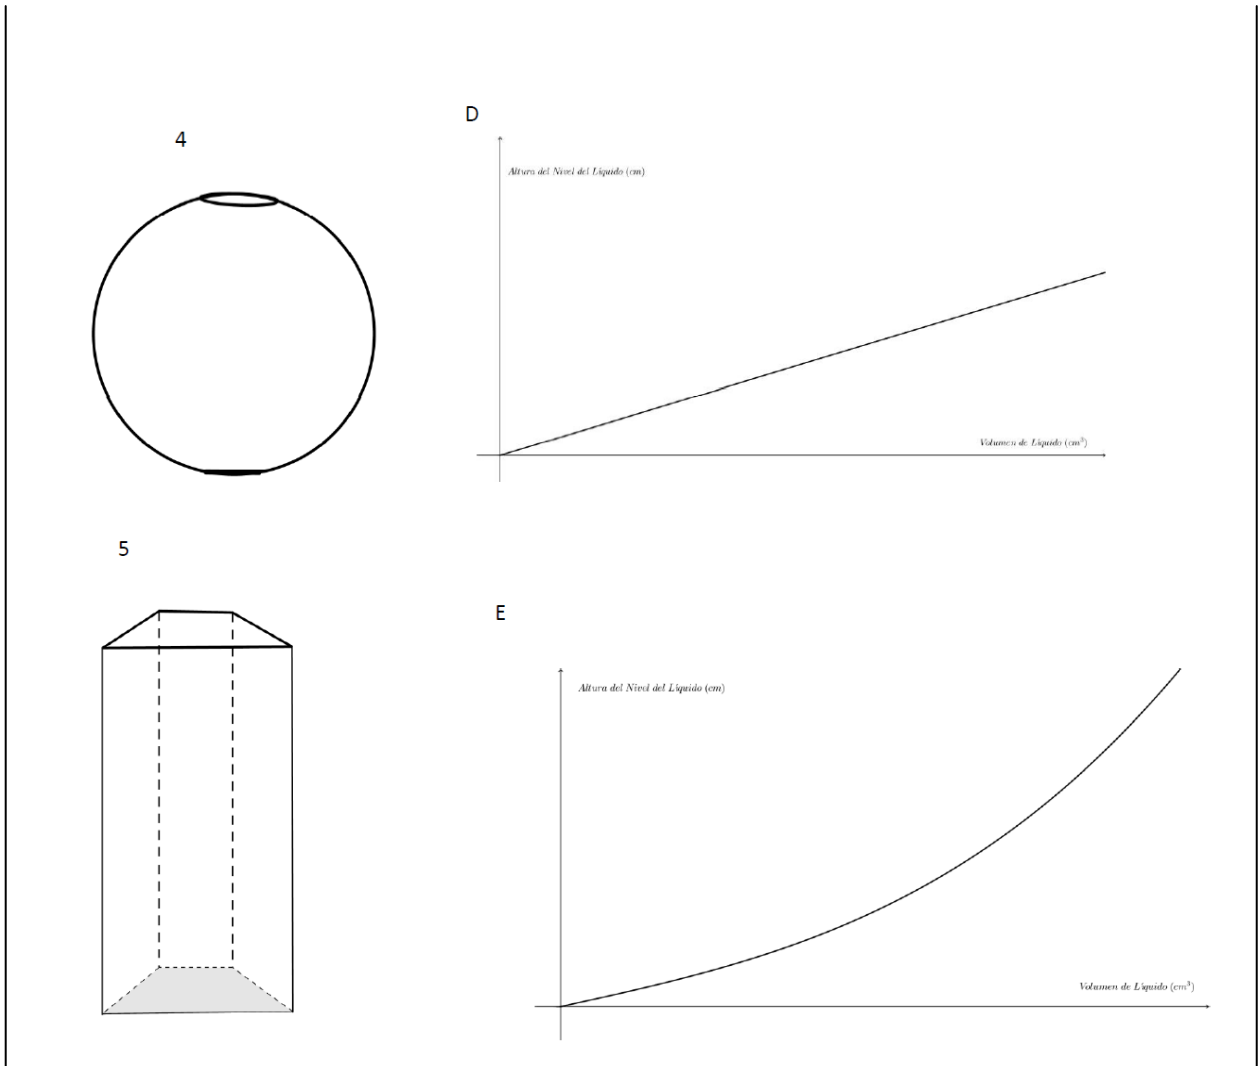 4
D
Altura del Nivel del Líquido (cm)
Volumen de Líquido (cm³)
5
E
Altura del Nivel del Líquido (cm)
Volumen de Líquido (cm³)